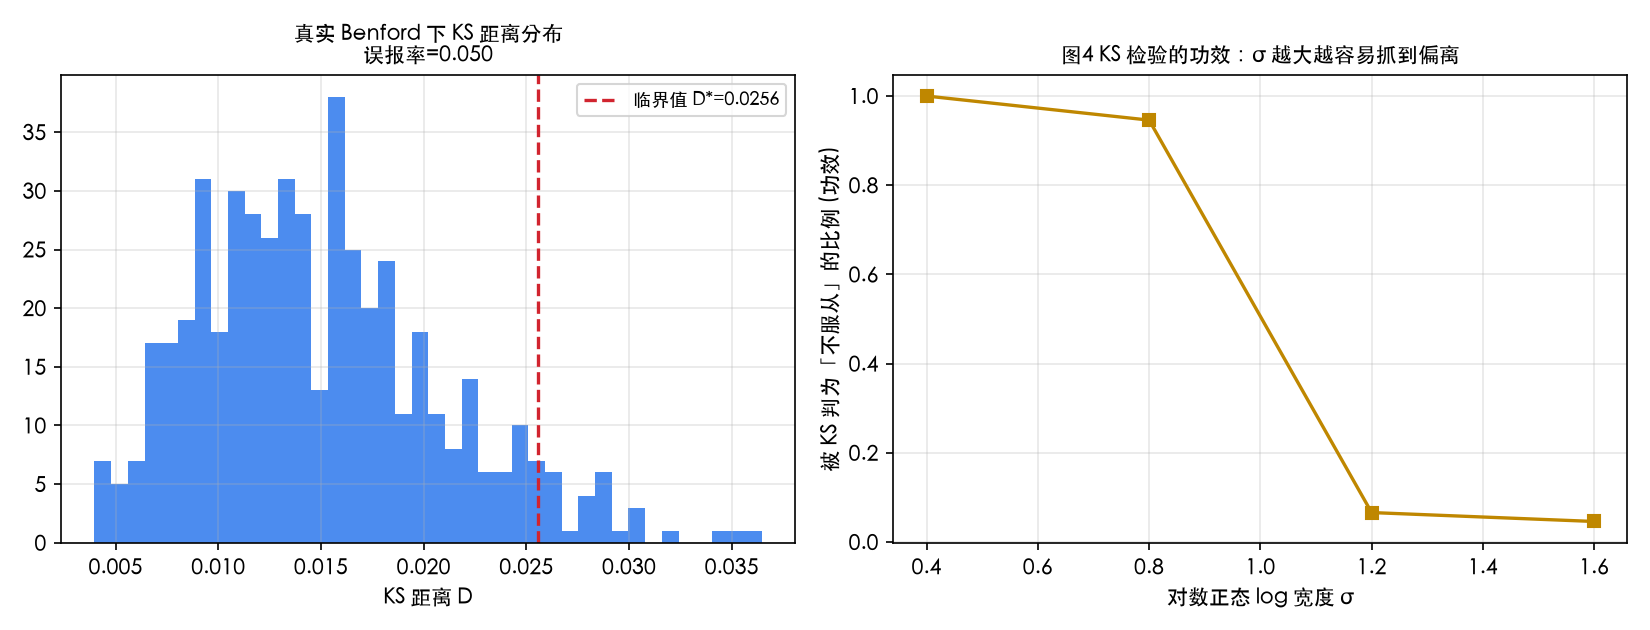 真实 Benford 下 KS 距离分布
误报率=0.050
临界值 D*=0.0256
35
30
25
20
15
10
5
0
0.005 0.010 0.015 0.020 0.025 0.030 0.035
KS 距离 D
图4 KS 检验的功效：σ 越大越容易抓到偏离
被 KS 判为「不服从」的比例 (功效)
1.0
0.8
0.6
0.4
0.2
0.0
0.4 0.6 0.8 1.0 1.2 1.4 1.6
对数正态 log 宽度 σ